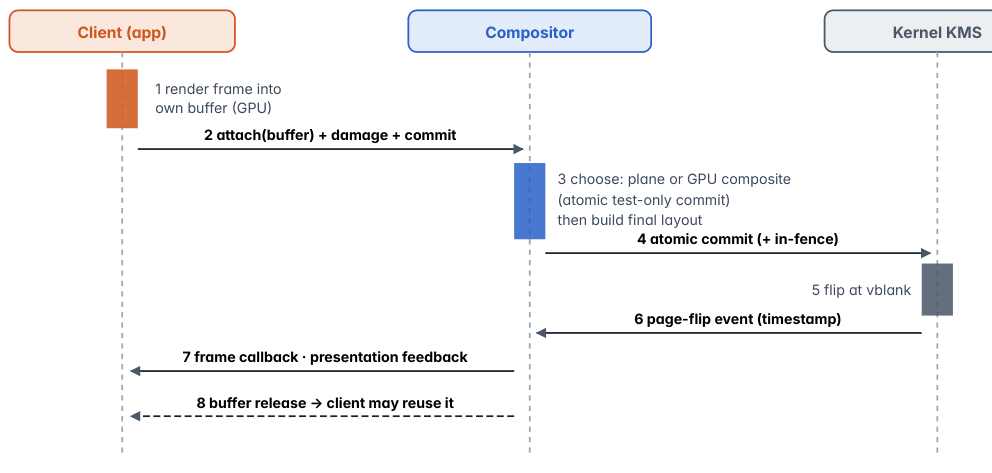 Client (app)
Compositor
Kernel KMS
1 render frame into
own buffer (GPU)
2 attach(buffer) + damage + commit
3 choose: plane or GPU composite
(atomic test-only commit)
then build final layout
4 atomic commit (+ in-fence)
5 flip at vblank
6 page-flip event (timestamp)
7 frame callback · presentation feedback
8 buffer release → client may reuse it